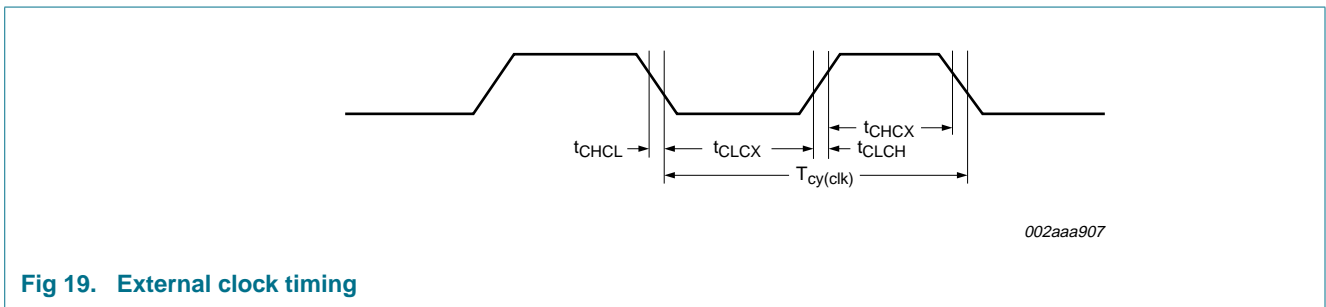 tCHCX
tCHCL
tCLCX
tCLCH
Tcy(clk)
002aaa907
Fig 19. External clock timing